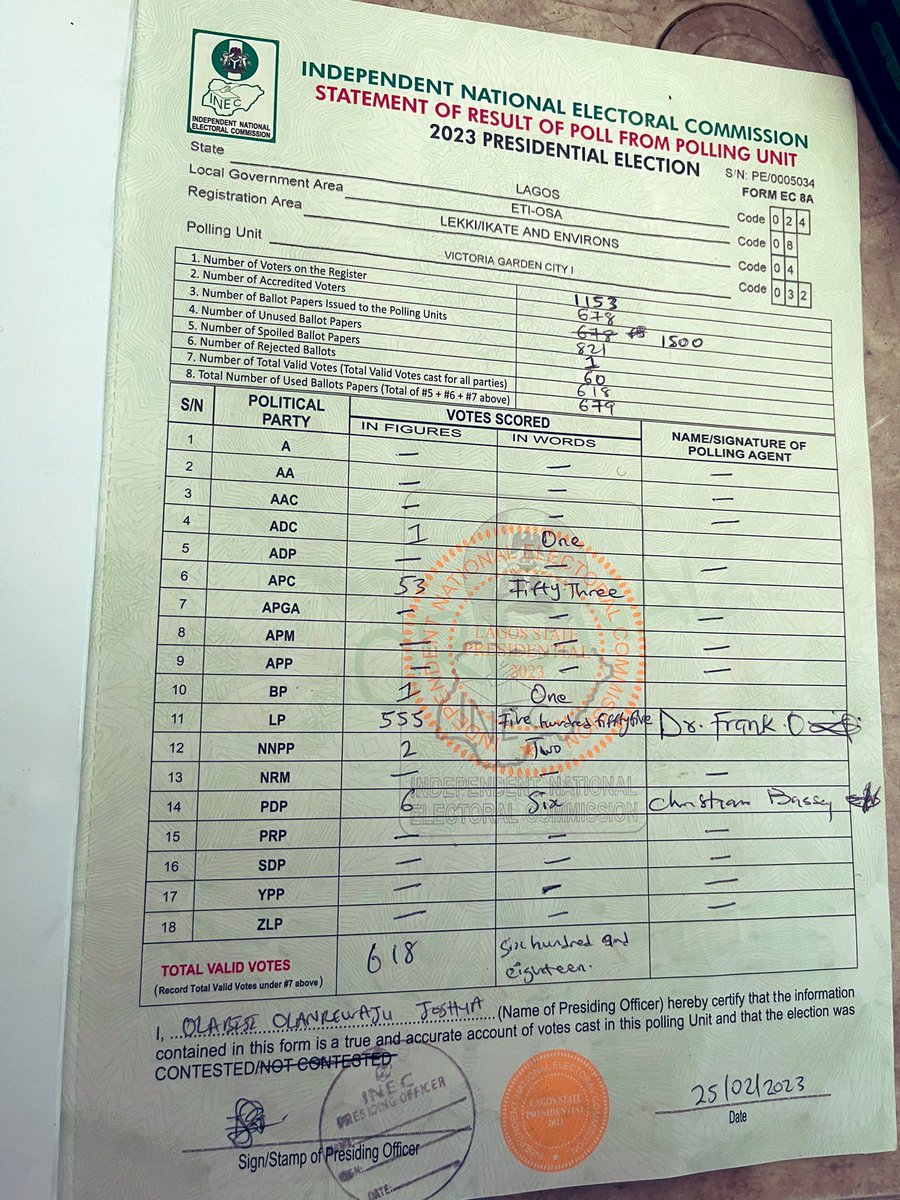 INEC
INDEPENDENT NATIONAL
ELECTORAL COMMISSION
INDEPENDENT NATIONAL ELECTORAL COMMISSION
STATEMENT OF RESULT OF POLL FROM POLLING UNIT
2023 PRESIDENTIAL ELECTION
S/N: PE/0005034
FORM EC 8A
State LAGOS Code 0 2 4
Local Government Area ETI-OSA Code 0 8
Registration Area LEKKI/IKATE AND ENVIRONS Code 0 4
Polling Unit VICTORIA GARDEN CITY I Code 0 3 2
1. Number of Voters on the Register 1153
2. Number of Accredited Voters 678
3. Number of Ballot Papers Issued to the Polling Units 678 1500
4. Number of Unused Ballot Papers 821
5. Number of Spoiled Ballot Papers 1
6. Number of Rejected Ballots 60
7. Number of Total Valid Votes (Total Valid Votes cast for all parties) 618
8. Total Number of Used Ballots Papers (Total of #5 + #6 + #7 above) 679
S/N POLITICAL PARTY VOTES SCORED NAME/SIGNATURE OF POLLING AGENT
IN FIGURES IN WORDS
1 A — — —
2 AA — — —
3 AAC — — —
4 ADC 1 One
5 ADP — — —
6 APC 53 Fifty Three
7 APGA — — —
8 APM — — —
9 APP — — —
10 BP 1 One
11 LP 555 Five hundred fiftyfive Dr. Frank. O
12 NNPP 2 Two
13 NRM — — —
14 PDP 6 Six Christian Bassey
15 PRP — — —
16 SDP — — —
17 YPP — — —
18 ZLP — —
TOTAL VALID VOTES 618 Six hundred and eighteen.
(Record Total Valid Votes under #7 above)
INDEPENDENT NATIONAL ELECTORAL COMMISSION
LAGOS STATE
PRESIDENTIAL
2023
INEC
INDEPENDENT NATIONAL
ELECTORAL COMMISSION
I, OLABISI OLANREWAJU JOSHUA (Name of Presiding Officer) hereby certify that the information
contained in this form is a true and accurate account of votes cast in this polling Unit and that the election was
CONTESTED/NOT CONTESTED
INEC
PRESIDING OFFICER
SIGN:
DATE:
LAGOS STATE
PRESIDENTIAL
2023
25/02/2023
Sign/Stamp of Presiding Officer
Date